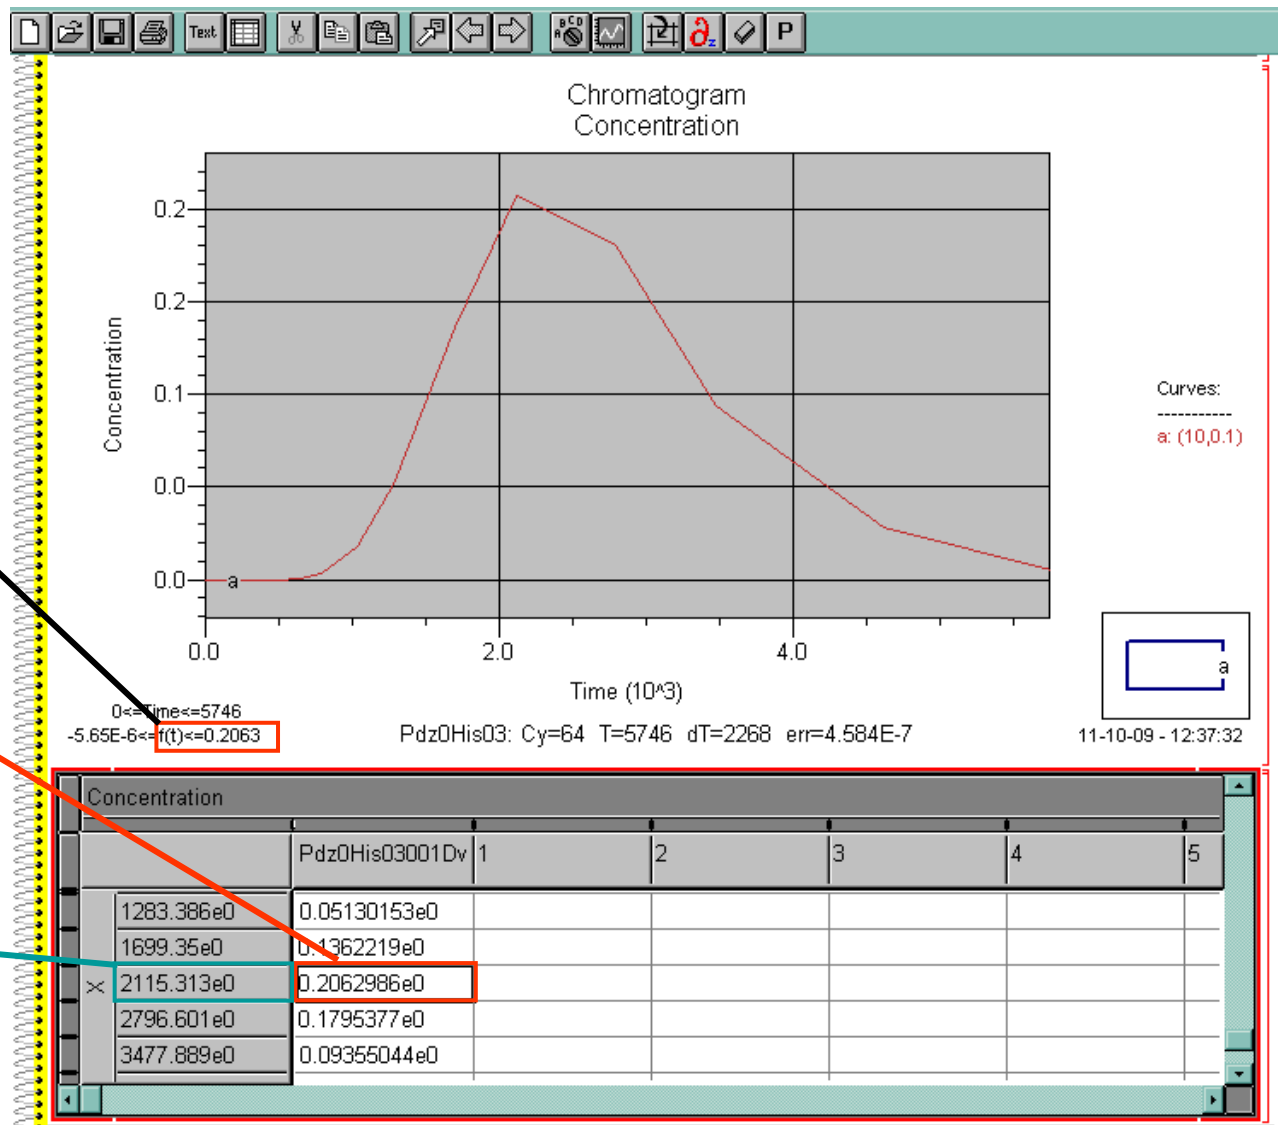 Text
A B C D
2
z
P
Chromatogram
Concentration
0.2
0.2
0.1
0.0
0.0
Concentration
a
0.0
2.0
4.0
Time (10^3)
Curves:
-----------
a: (10,0.1)
a
0<=Time<=5746
-5.65E-6<=f(t)<=0.2063
Pdz0His03: Cy=64 T=5746 dT=2268 err=4.584E-7
11-10-09 - 12:37:32
Concentration
Pdz0His03001Dv 1 2 3 4 5
1283.386e0 0.05130153e0
1699.35e0 0.1362219e0
2115.313e0 0.2062986e0
2796.601e0 0.1795377e0
3477.889e0 0.09355044e0